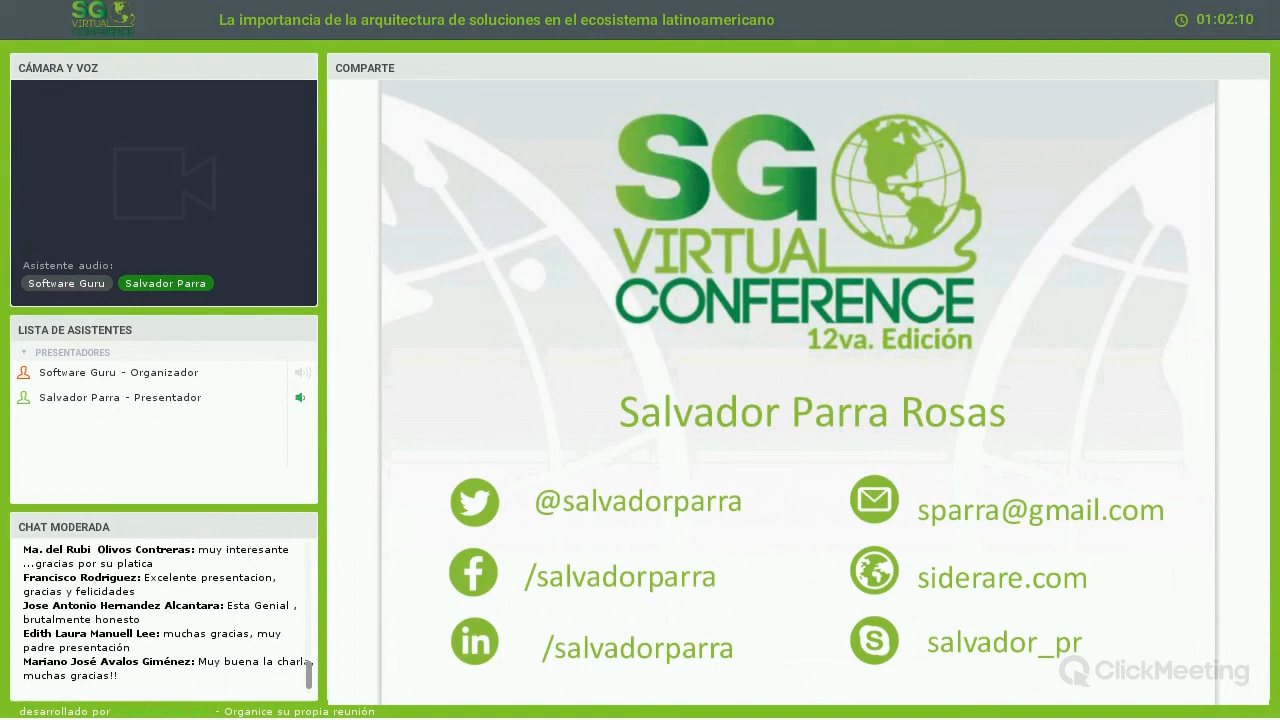 SG
VIRTUAL
CONFERENCE
La importancia de la arquitectura de soluciones en el ecosistema latinoamericano
01:02:10
CÁMARA Y VOZ
Asistente audio:
Software Guru
Salvador Parra
LISTA DE ASISTENTES
PRESENTADORES
Software Guru - Organizador
Salvador Parra - Presentador
CHAT MODERADA
Ma. del Rubi Olivos Contreras: muy interesante
...gracias por su platica
Francisco Rodriguez: Excelente presentacion,
gracias y felicidades
Jose Antonio Hernandez Alcantara: Esta Genial ,
brutalmente honesto
Edith Laura Manuell Lee: muchas gracias, muy
padre presentación
Mariano José Avalos Giménez: Muy buena la charla,
muchas gracias!!
COMPARTE
SG
VIRTUAL
CONFERENCE
12va. Edición
Salvador Parra Rosas
@salvadorparra
sparra@gmail.com
/salvadorparra
siderare.com
/salvadorparra
salvador_pr
ClickMeeting
desarrollado por - Organice su propia reunión